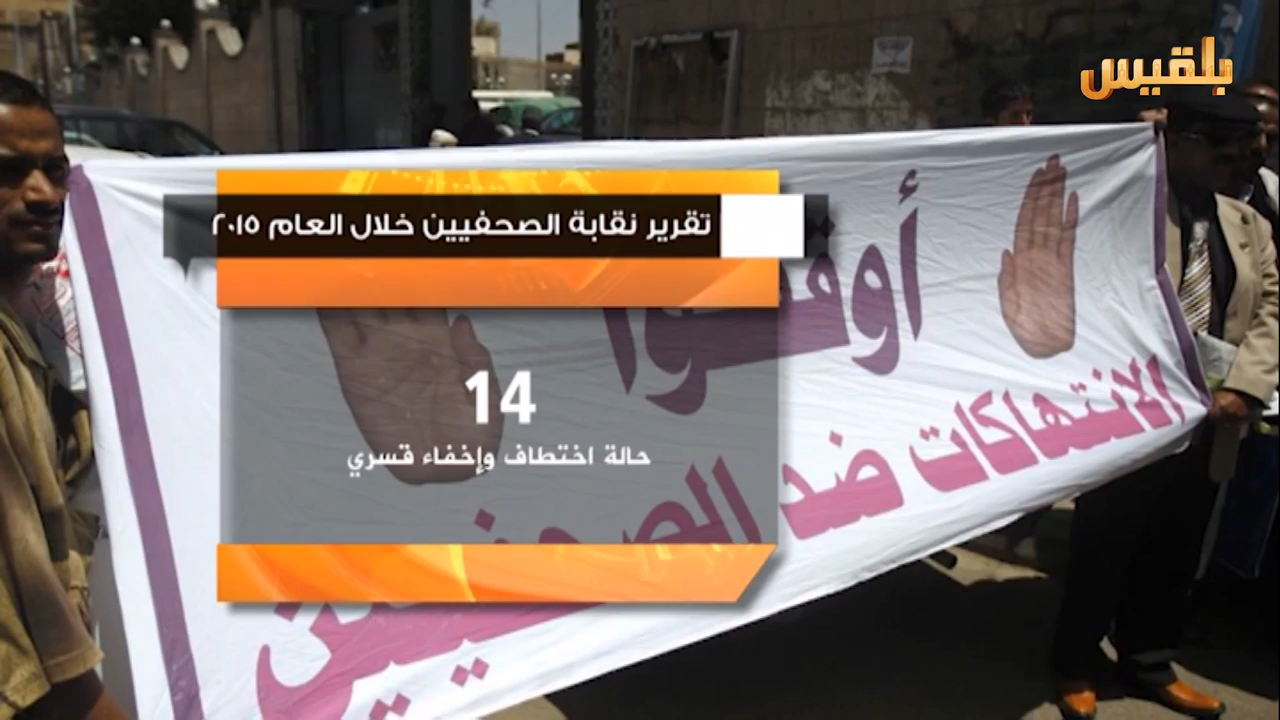 بلقيس
تقرير نقابة الصحفيين خلال العام ٢٠١٥
14
حالة اختطاف وإخفاء قسري
أوقفوا
الانتهاكات ضد الصحفيين